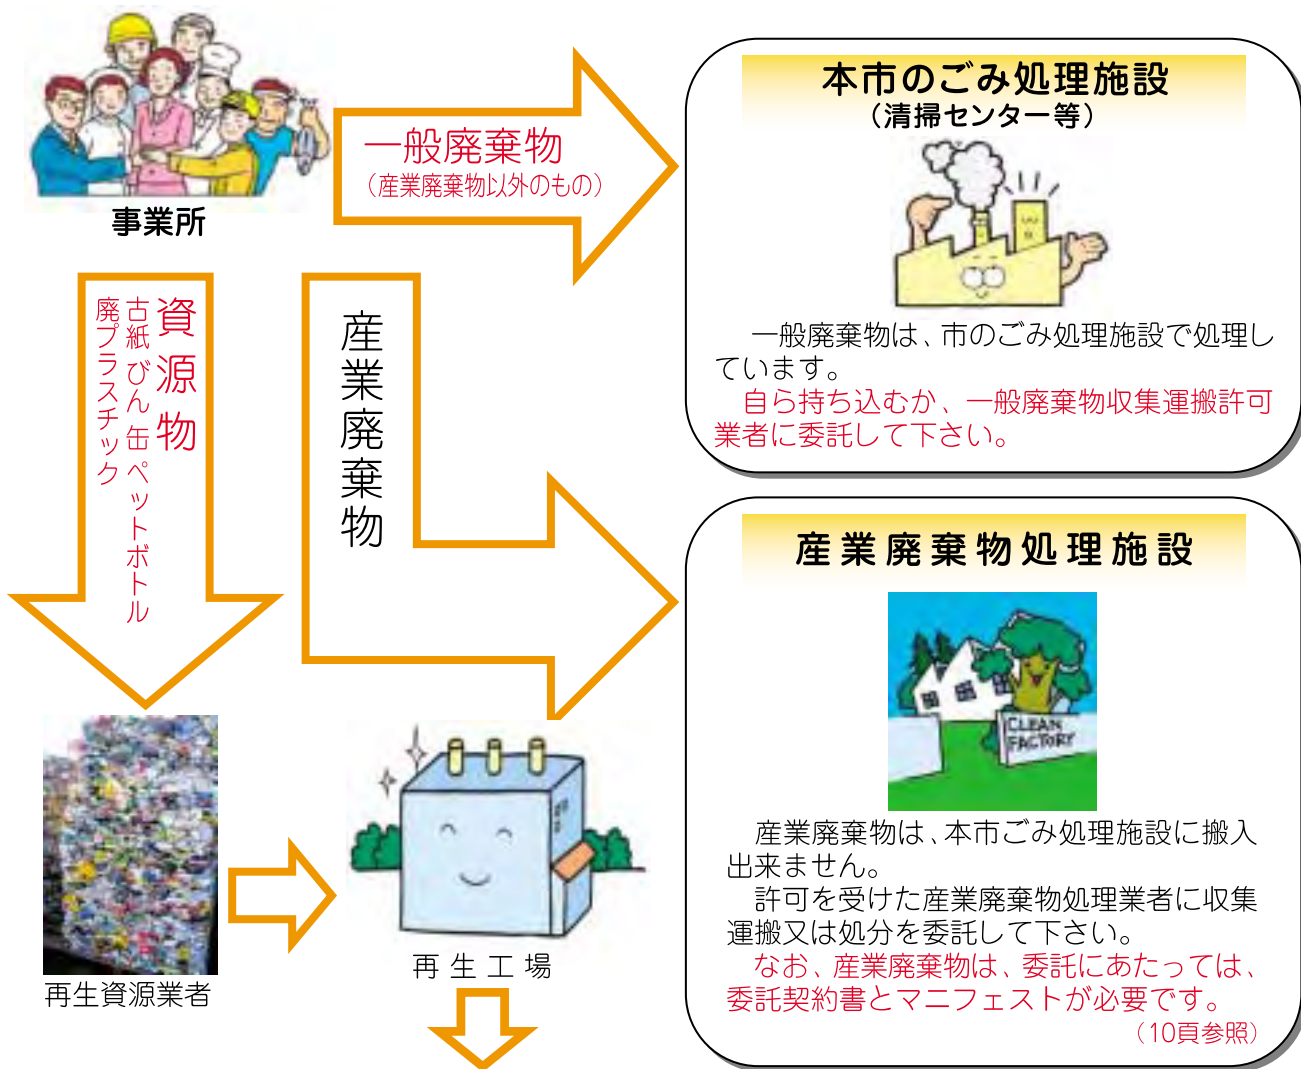 事業所
一般廃棄物
（産業廃棄物以外のもの）
本市のごみ処理施設
（清掃センター等）
一般廃棄物は、市のごみ処理施設で処理し
ています。
自ら持ち込むか、一般廃棄物収集運搬許可
業者に委託して下さい。
資源物
古紙 びん 缶 ペットボトル
廃プラスチック
産業廃棄物
産業廃棄物処理施設
CLEAN
FACTORY
産業廃棄物は、本市ごみ処理施設に搬入
出来ません。
許可を受けた産業廃棄物処理業者に収集
運搬又は処分を委託して下さい。
なお、産業廃棄物は、委託にあたっては、
委託契約書とマニフェストが必要です。
（10頁参照）
再生資源業者
再生工場